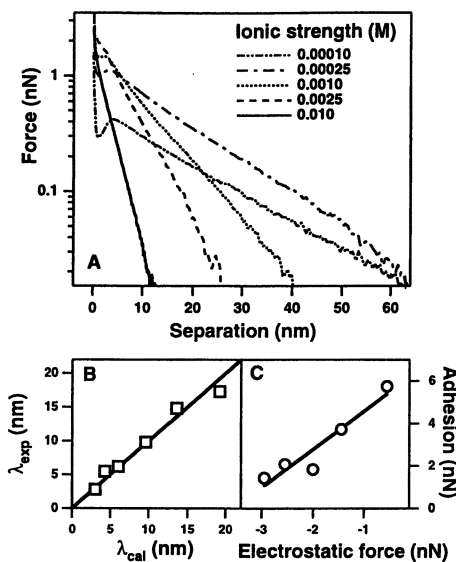 Ionic strength (M)
0.00010
0.00025
0.0010
0.0025
0.010
Force (nN)
1
0.1
A
0 10 20 30 40 50 60
Separation (nm)
B
λexp (nm)
20
15
10
5
0
0 5 10 15 20
λcal (nm)
C
6
4
2
0
Adhesion (nN)
-3 -2 -1
Electrostatic force (nN)